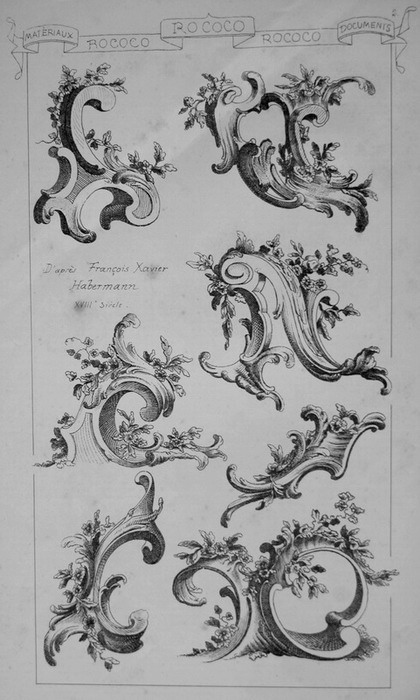 MATÉRIAUX ROCOCO ROCOCO ROCOCO DOCUMENTS
D'après François Xavier
Habermann
XVIIIe Siècle.